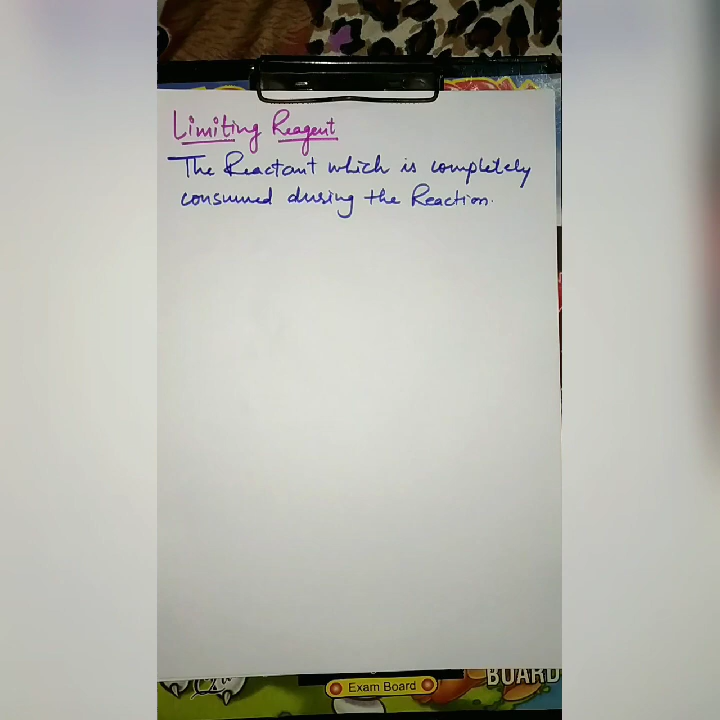 Limiting Reagent
The Reactant which is completely
consumed during the Reaction.
BOARD
Exam Board